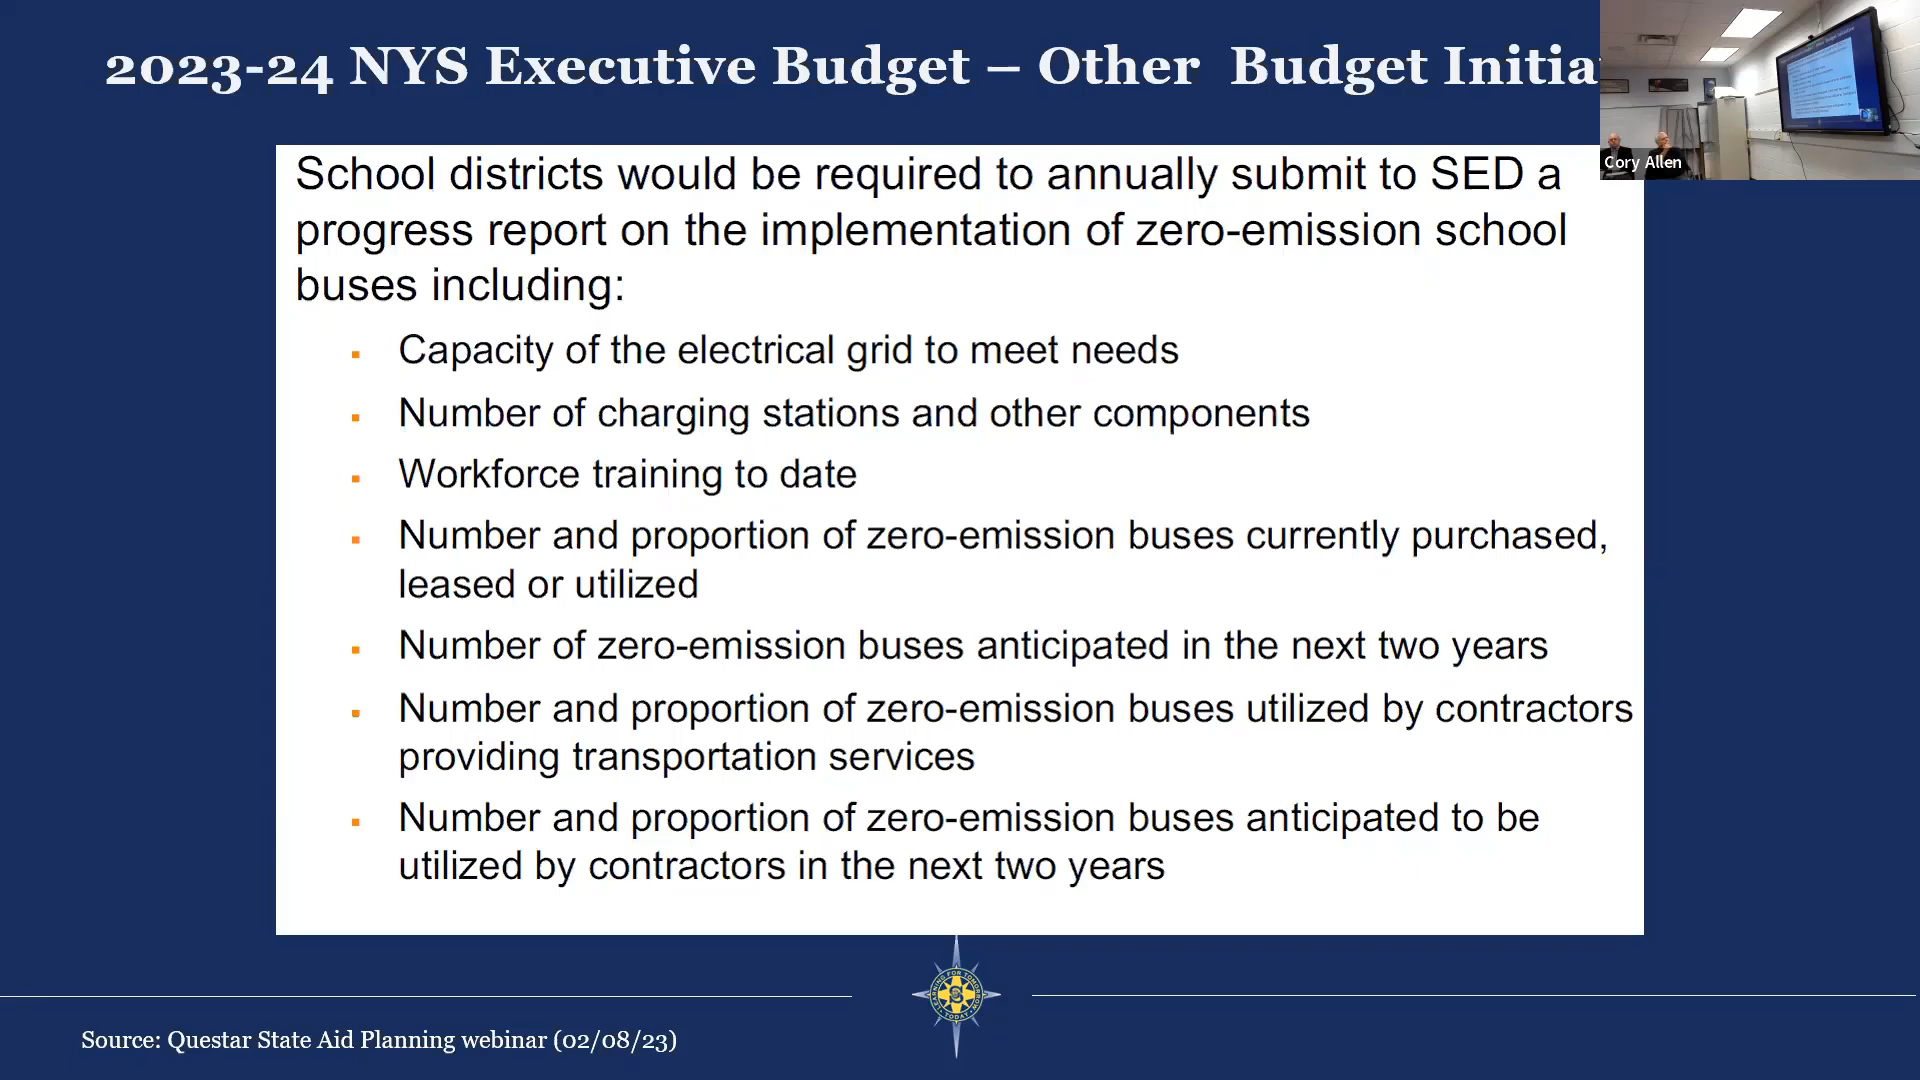 2023-24 NYS Executive Budget – Other Budget Initia
Cory Allen
School districts would be required to annually submit to SED a
progress report on the implementation of zero-emission school
buses including:
▪ Capacity of the electrical grid to meet needs
▪ Number of charging stations and other components
▪ Workforce training to date
▪ Number and proportion of zero-emission buses currently purchased,
leased or utilized
▪ Number of zero-emission buses anticipated in the next two years
▪ Number and proportion of zero-emission buses utilized by contractors
providing transportation services
▪ Number and proportion of zero-emission buses anticipated to be
utilized by contractors in the next two years
LEARNING FOR TOMORROW
TODAY
Source: Questar State Aid Planning webinar (02/08/23)